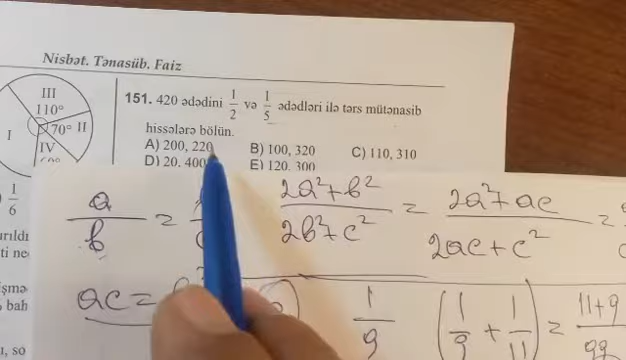 Nisbət. Tənasüb. Faiz
III
110°
I
70° II
IV
60°
1/6
151. 420 ədədini 1/2 və 1/5 ədədləri ilə tərs mütənasib
hissələrə bölün.
A) 200, 220 B) 100, 320 C) 110, 310
D) 20, 400 E) 120, 300
a/b =
(2a²+b²)/(2b²+c²) = (2a²+ac)/(2ac+c²) =
ac =
1/9 (1/9 + 1/11) = (11+9)/99